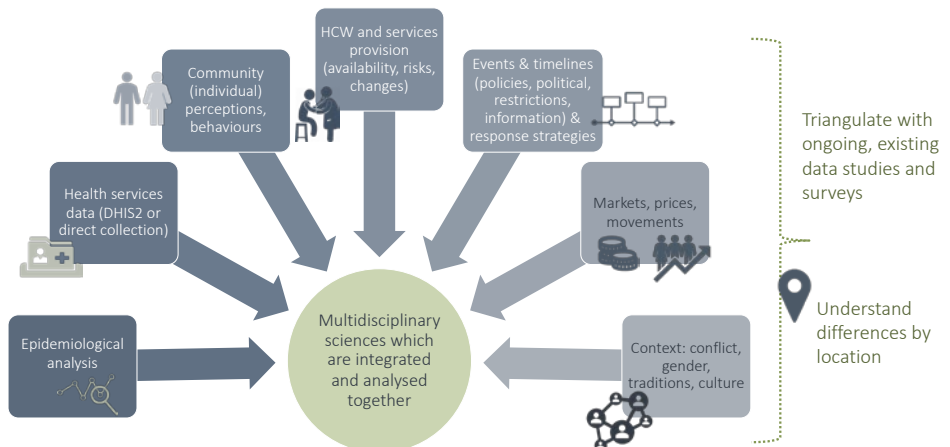 HCW and services
provision
(availability, risks,
changes)
Community
(individual)
perceptions,
behaviours
Events & timelines
(policies, political,
restrictions,
information) &
response strategies
Health services
data (DHIS2 or
direct collection)
Markets, prices,
movements
Epidemiological
analysis
Multidisciplinary
sciences which
are integrated
and analysed
together
Context: conflict,
gender,
traditions, culture
Triangulate with
ongoing, existing
data studies and
surveys
Understand
differences by
location